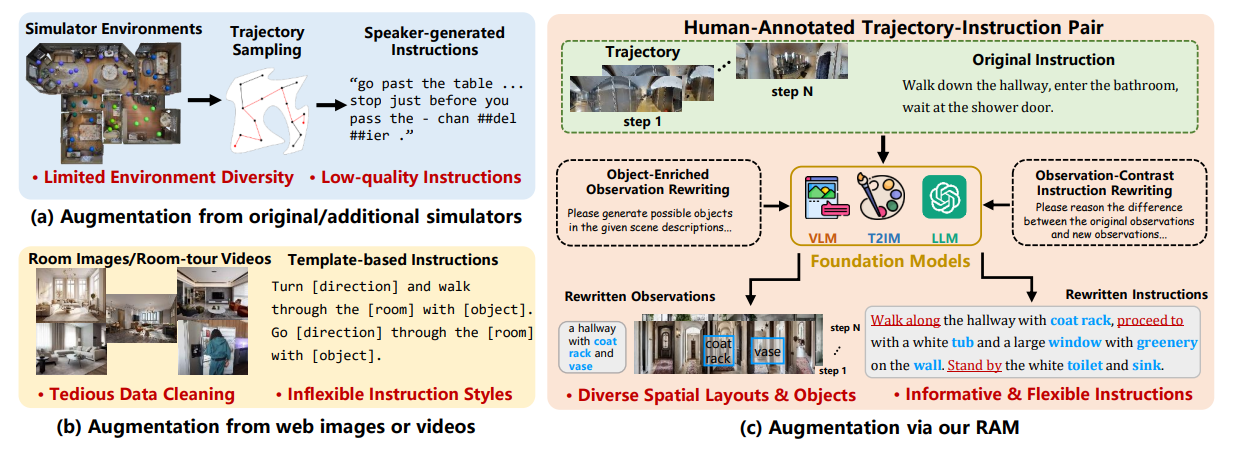 Simulator Environments
Trajectory
Sampling
Speaker-generated
Instructions
“go past the table ...
stop just before you
pass the - chan ##del
##ier .”
• Limited Environment Diversity
• Low-quality Instructions
(a) Augmentation from original/additional simulators
Room Images/Room-tour Videos
Template-based Instructions
Turn [direction] and walk
through the [room] with [object].
Go [direction] through the [room]
with [object].
• Tedious Data Cleaning
• Inflexible Instruction Styles
(b) Augmentation from web images or videos
Human-Annotated Trajectory-Instruction Pair
Trajectory
step 1
step N
Original Instruction
Walk down the hallway, enter the bathroom,
wait at the shower door.
Object-Enriched
Observation Rewriting
Please generate possible objects
in the given scene descriptions...
VLM
T2IM
LLM
Foundation Models
Observation-Contrast
Instruction Rewriting
Please reason the difference
between the original observations
and new observations...
Rewritten Observations
a hallway
with coat
rack and
vase
coat
rack
vase
step N
step 1
Rewritten Instructions
Walk along the hallway with coat rack, proceed to
with a white tub and a large window with greenery
on the wall. Stand by the white toilet and sink.
• Diverse Spatial Layouts & Objects
• Informative & Flexible Instructions
(c) Augmentation via our RAM